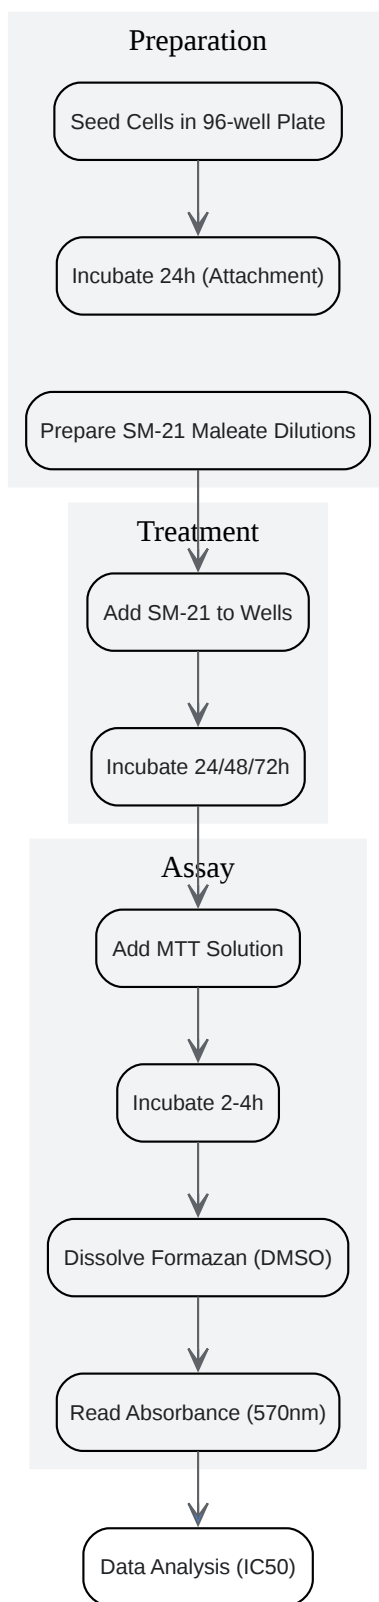 Preparation
Seed Cells in 96-well Plate
Incubate 24h (Attachment)
Prepare SM-21 Maleate Dilutions
Treatment
Add SM-21 to Wells
Incubate 24/48/72h
Assay
Add MTT Solution
Incubate 2-4h
Dissolve Formazan (DMSO)
Read Absorbance (570nm)
Data Analysis (IC50)